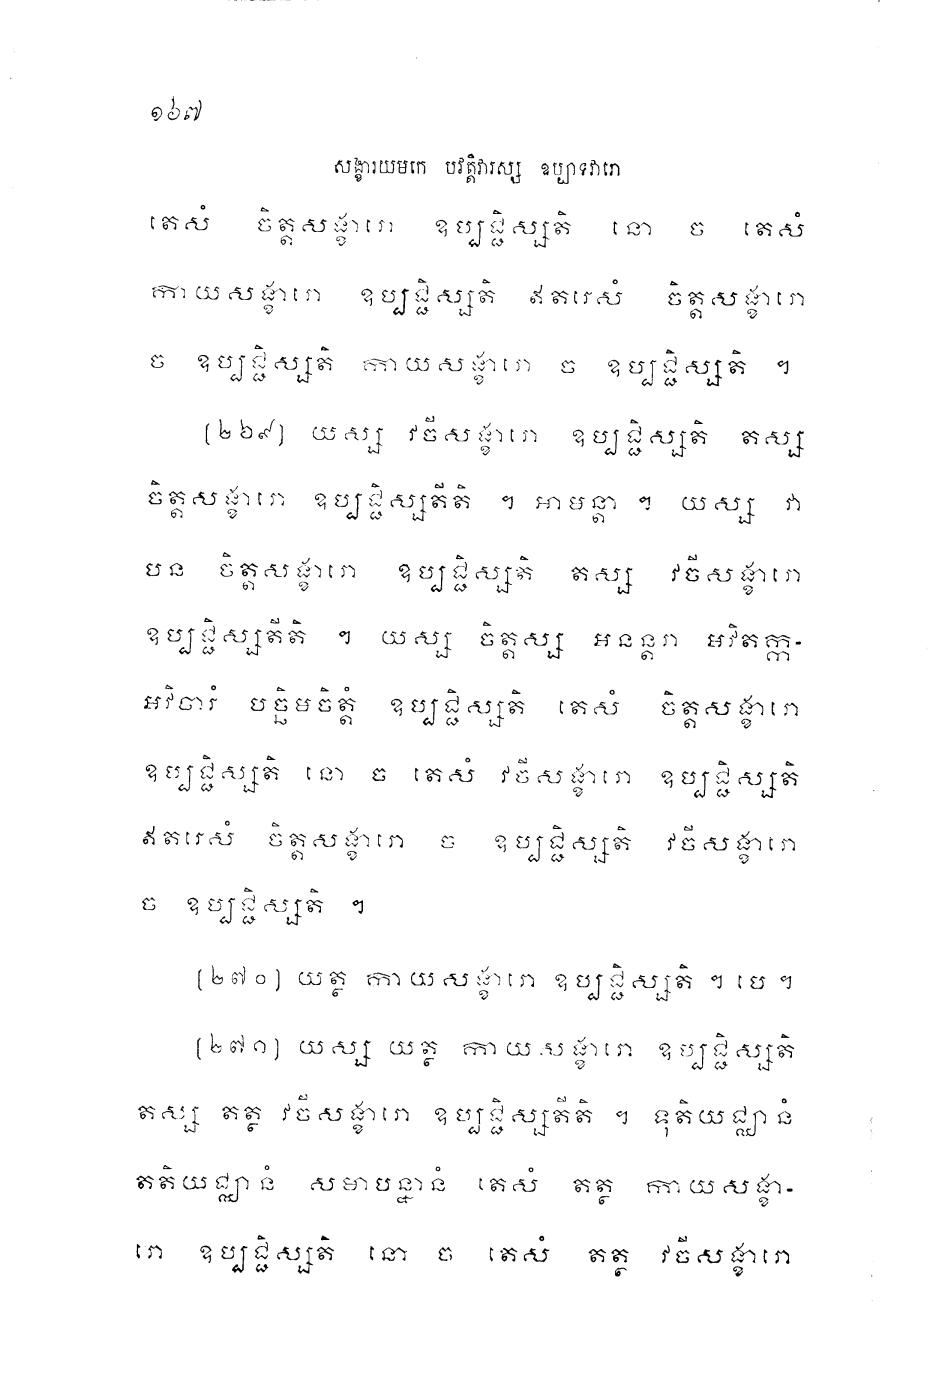 ១៦៧
សង្ខារយមកេ បវត្តិវារស្ស ឧប្បាទវារោ
តេសំ ចិត្តសង្ខារោ ឧប្បជ្ជិស្សតិ នោ ច តេសំ
កាយសង្ខារោ ឧប្បជ្ជិស្សតិ ឥតរេសំ ចិត្តសង្ខារោ
ច ឧប្បជ្ជិស្សតិ កាយសង្ខារោ ច ឧប្បជ្ជិស្សតិ ។
(២៦៩) យស្ស វចីសង្ខារោ ឧប្បជ្ជិស្សតិ តស្ស
ចិត្តសង្ខារោ ឧប្បជ្ជិស្សតីតិ ។ អាមន្តា ។ យស្ស វា
បន ចិត្តសង្ខារោ ឧប្បជ្ជិស្សតិ តស្ស វចីសង្ខារោ
ឧប្បជ្ជិស្សតីតិ ។ យស្ស ចិត្តស្ស អនន្តរា អវិតក្ក-
អវិចារំ បច្ឆិមចិត្តំ ឧប្បជ្ជិស្សតិ តេសំ ចិត្តសង្ខារោ
ឧប្បជ្ជិស្សតិ នោ ច តេសំ វចីសង្ខារោ ឧប្បជ្ជិស្សតិ
ឥតរេសំ ចិត្តសង្ខារោ ច ឧប្បជ្ជិស្សតិ វចីសង្ខារោ
ច ឧប្បជ្ជិស្សតិ ។
(២៧០) យត្ថ កាយសង្ខារោ ឧប្បជ្ជិស្សតិ ។ បេ ។
(២៧១) យស្ស យត្ថ កាយសង្ខារោ ឧប្បជ្ជិស្សតិ
តស្ស តត្ថ វចីសង្ខារោ ឧប្បជ្ជិស្សតីតិ ។ ទុតិយជ្ឈានំ
តតិយជ្ឈានំ សមាបន្នានំ តេសំ តត្ថ កាយសង្ខា-
រោ ឧប្បជ្ជិស្សតិ នោ ច តេសំ តត្ថ វចីសង្ខារោ